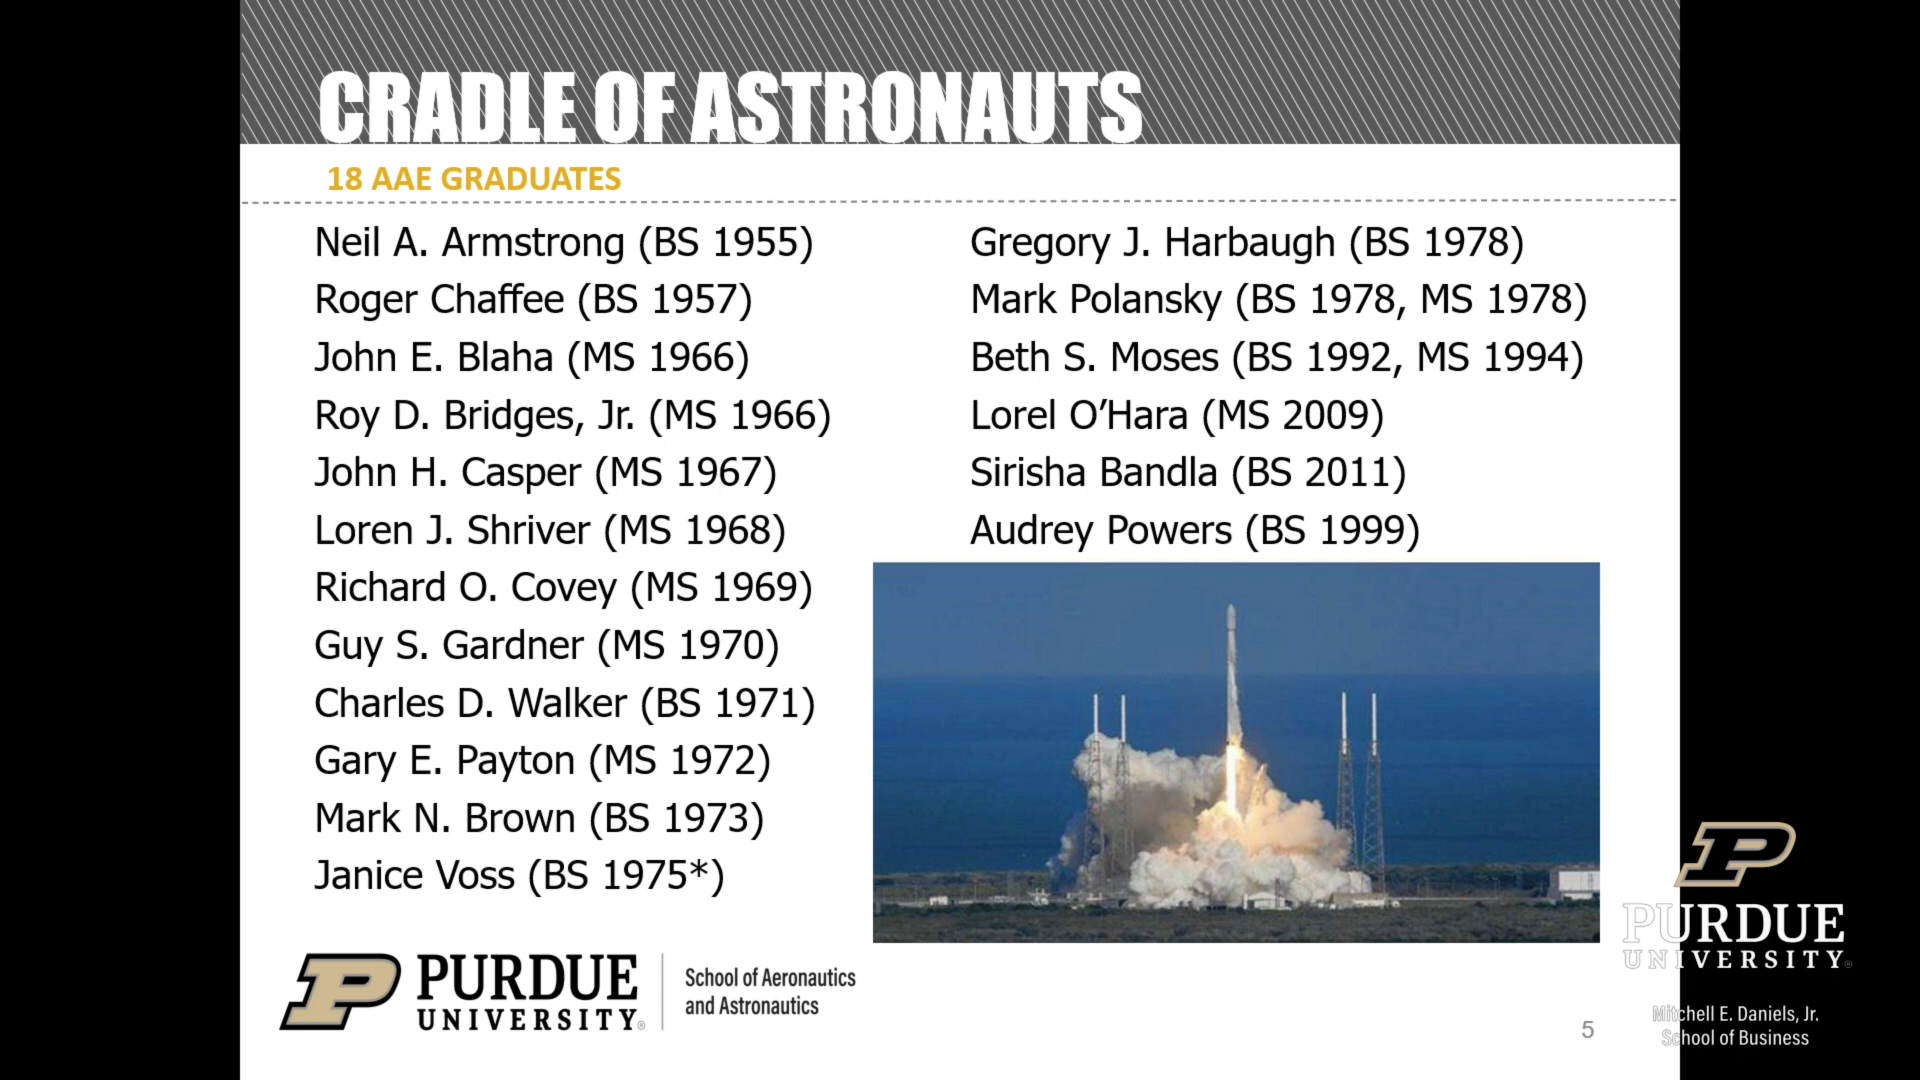 CRADLE OF ASTRONAUTS
18 AAE GRADUATES
Neil A. Armstrong (BS 1955)
Roger Chaffee (BS 1957)
John E. Blaha (MS 1966)
Roy D. Bridges, Jr. (MS 1966)
John H. Casper (MS 1967)
Loren J. Shriver (MS 1968)
Richard O. Covey (MS 1969)
Guy S. Gardner (MS 1970)
Charles D. Walker (BS 1971)
Gary E. Payton (MS 1972)
Mark N. Brown (BS 1973)
Janice Voss (BS 1975*)
Gregory J. Harbaugh (BS 1978)
Mark Polansky (BS 1978, MS 1978)
Beth S. Moses (BS 1992, MS 1994)
Lorel O’Hara (MS 2009)
Sirisha Bandla (BS 2011)
Audrey Powers (BS 1999)
P
PURDUE
UNIVERSITY®
School of Aeronautics
and Astronautics
5
P
PURDUE
UNIVERSITY®
Mitchell E. Daniels, Jr.
School of Business